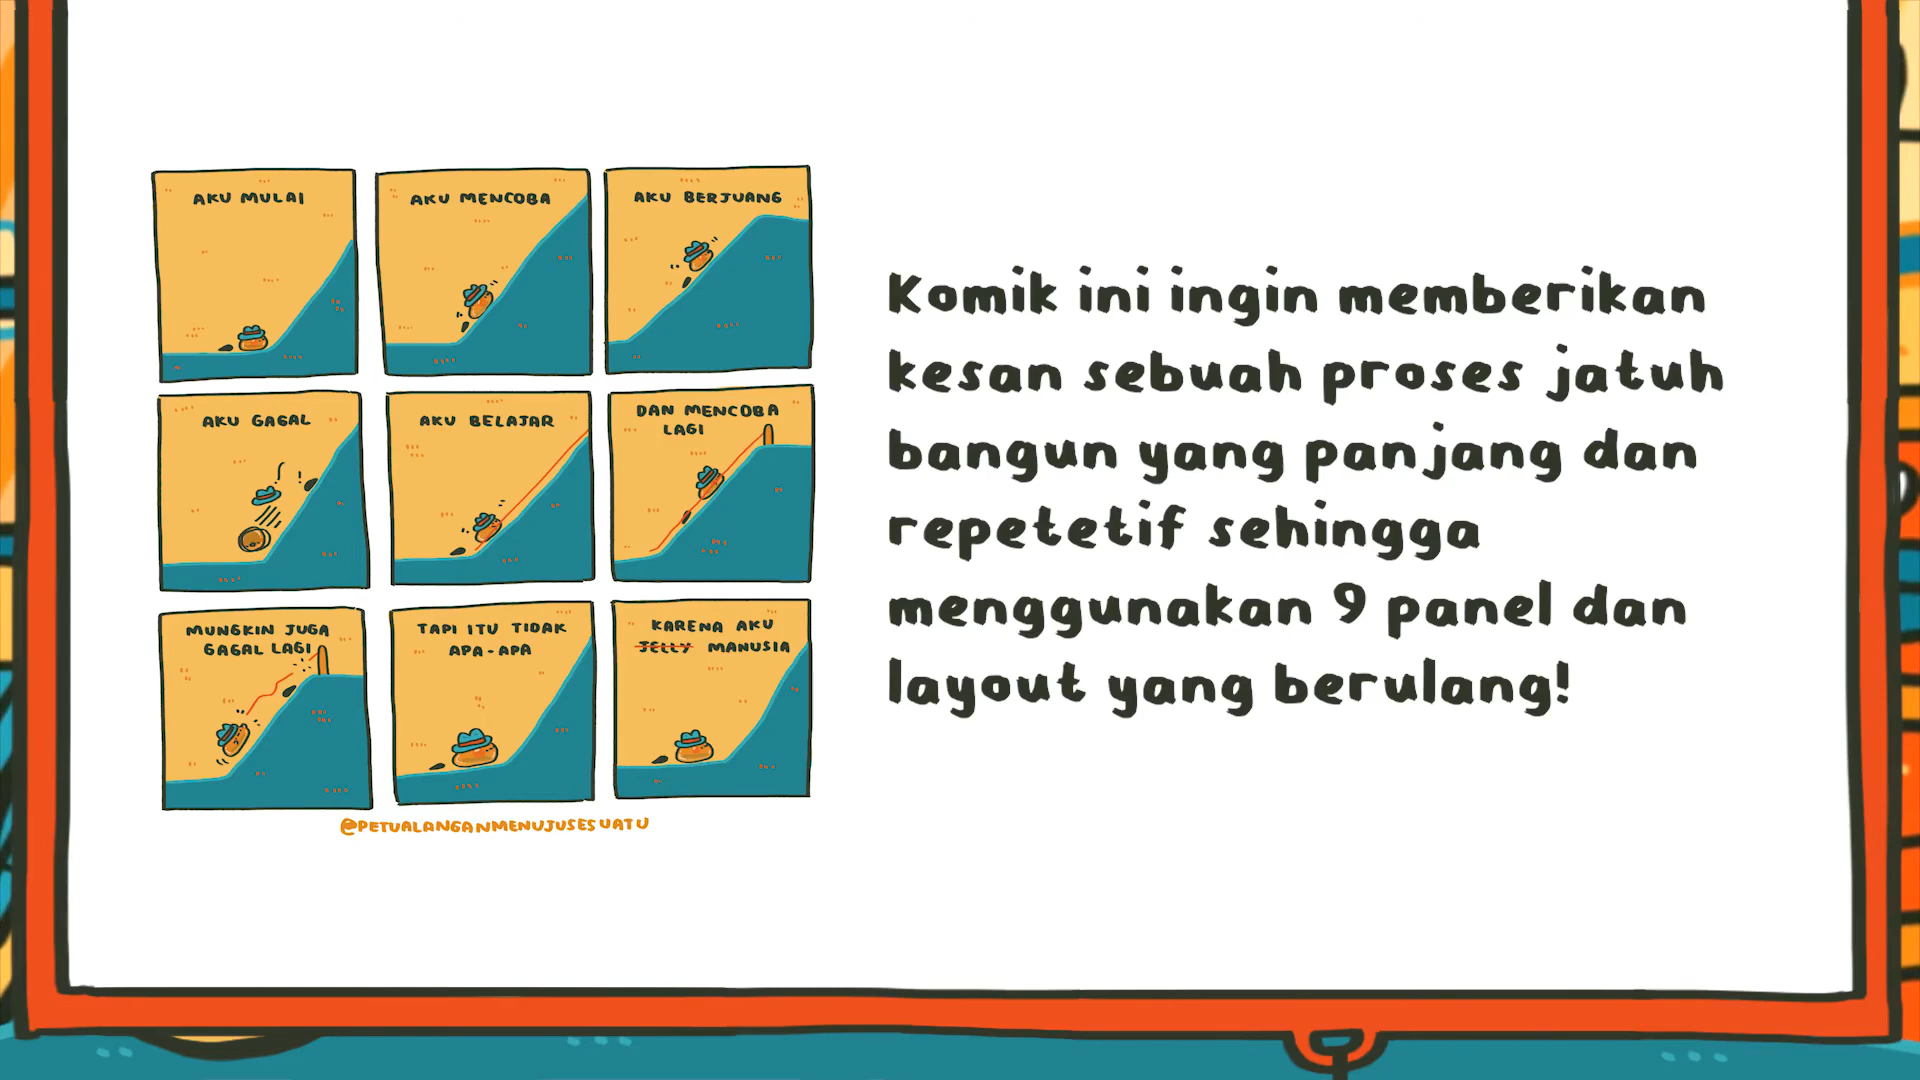 AKU MULAI
AKU MENCOBA
AKU BERJUANG
AKU GAGAL
AKU BELAJAR
DAN MENCOBA
LAGI
MUNGKIN JUGA
GAGAL LAGI
TAPI ITU TIDAK
APA-APA
KARENA AKU
JELLY MANUSIA
@PETUALANGANMENUJUSESUATU
Komik ini ingin memberikan
kesan sebuah proses jatuh
bangun yang panjang dan
repetetif sehingga
menggunakan 9 panel dan
layout yang berulang!